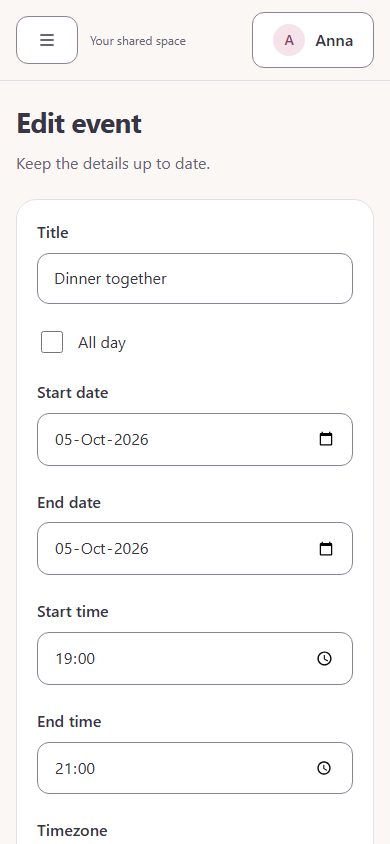 Your shared space
A Anna
Edit event
Keep the details up to date.
Title
Dinner together
All day
Start date
05-Oct-2026
End date
05-Oct-2026
Start time
19:00
End time
21:00
Timezone